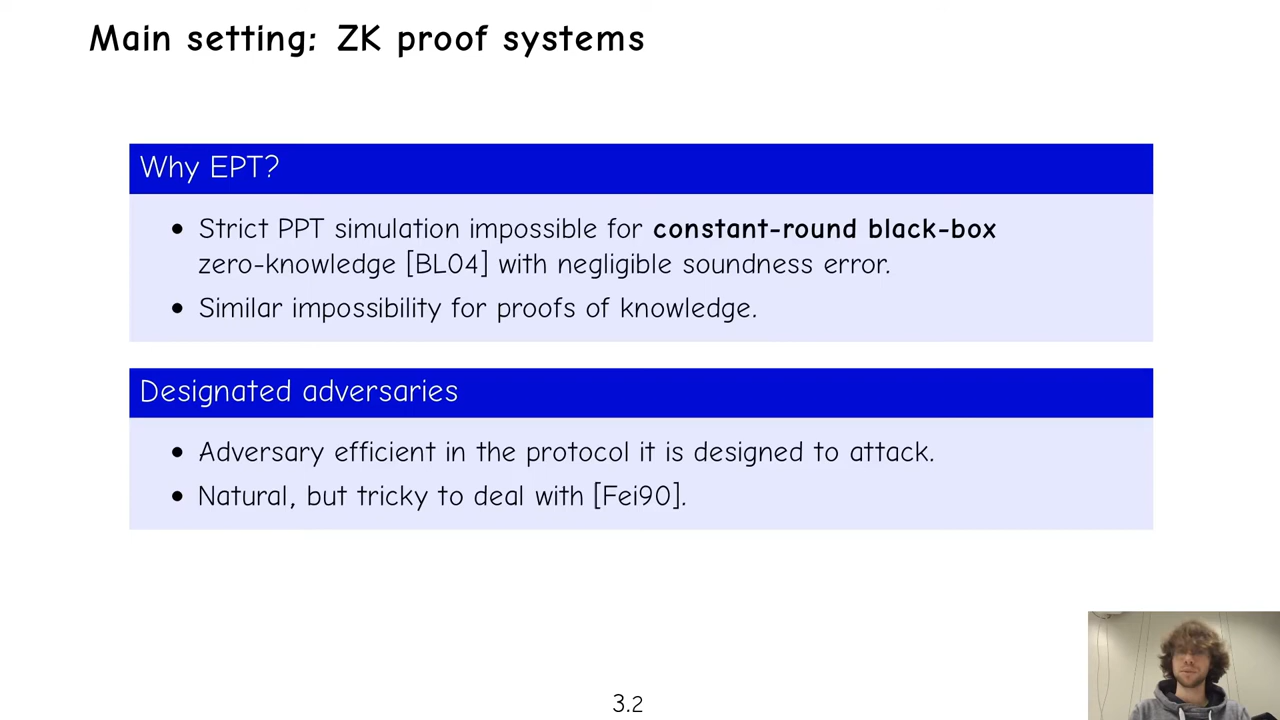 Main setting: ZK proof systems
Why EPT?
• Strict PPT simulation impossible for constant-round black-box
zero-knowledge [BL04] with negligible soundness error.
• Similar impossibility for proofs of knowledge.
Designated adversaries
• Adversary efficient in the protocol it is designed to attack.
• Natural, but tricky to deal with [Fei90].
3.2